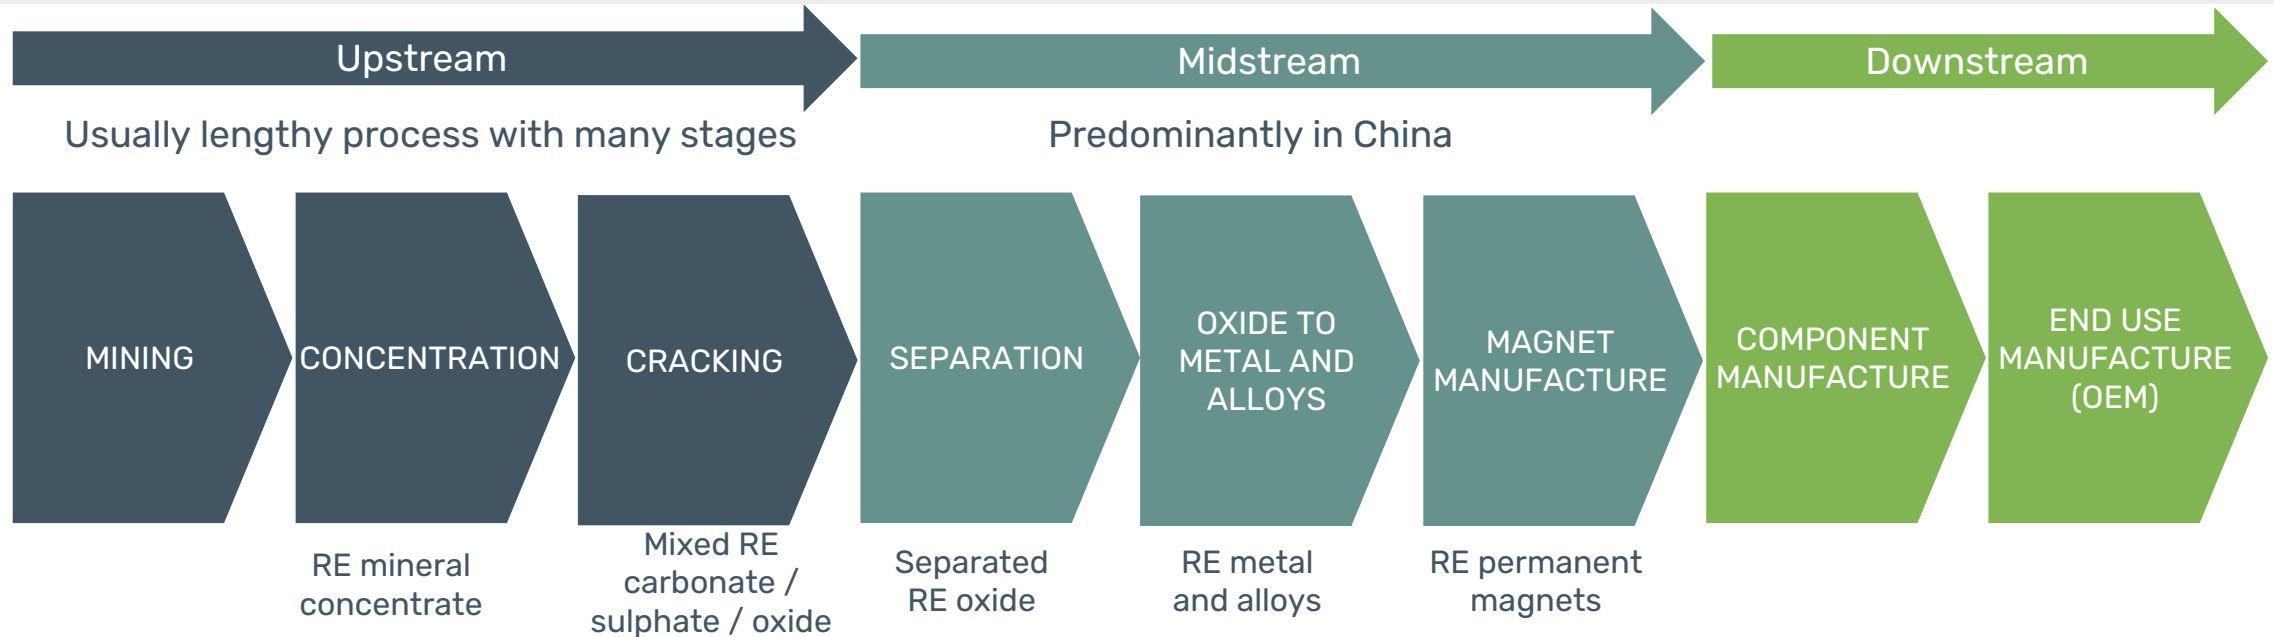 Upstream
Midstream
Downstream
Usually lengthy process with many stages
Predominantly in China
MINING
CONCENTRATION
CRACKING
SEPARATION
OXIDE TO
METAL AND
ALLOYS
MAGNET
MANUFACTURE
COMPONENT
MANUFACTURE
END USE
MANUFACTURE
(OEM)
RE mineral
concentrate
Mixed RE
carbonate /
sulphate / oxide
Separated
RE oxide
RE metal
and alloys
RE permanent
magnets